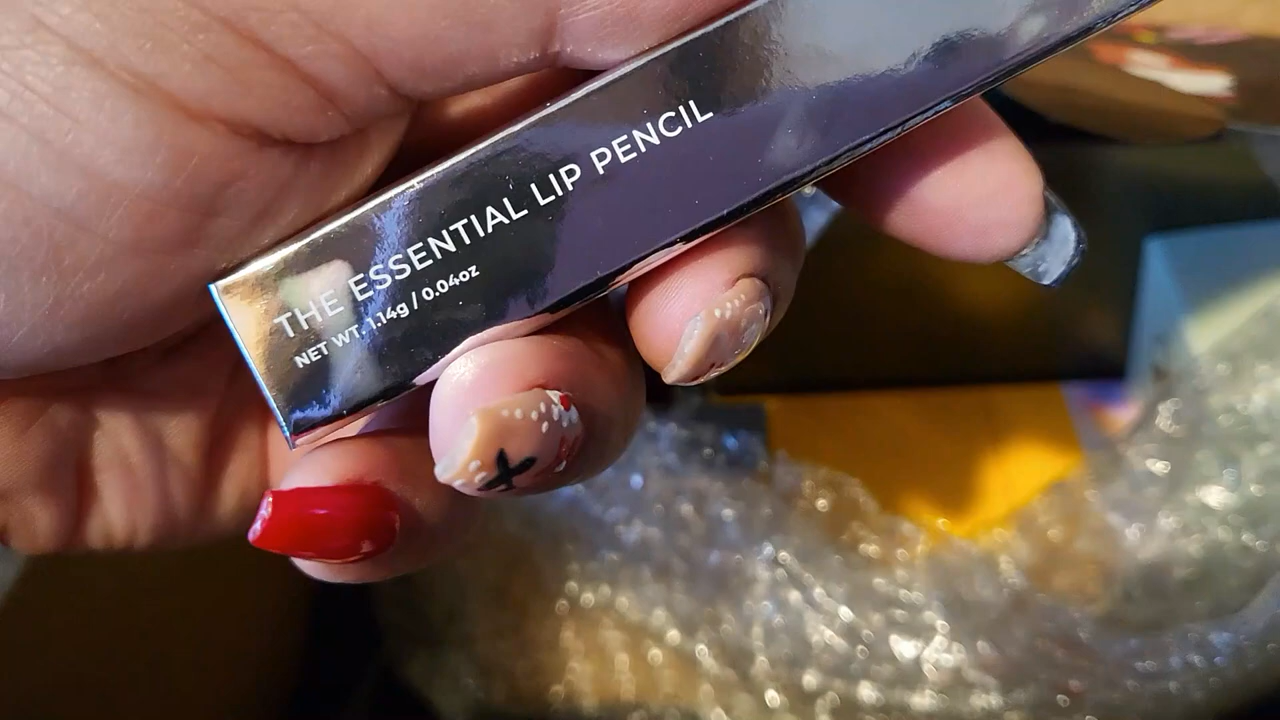 THE ESSENTIAL LIP PENCIL
NET WT. 1.14g / 0.04oz